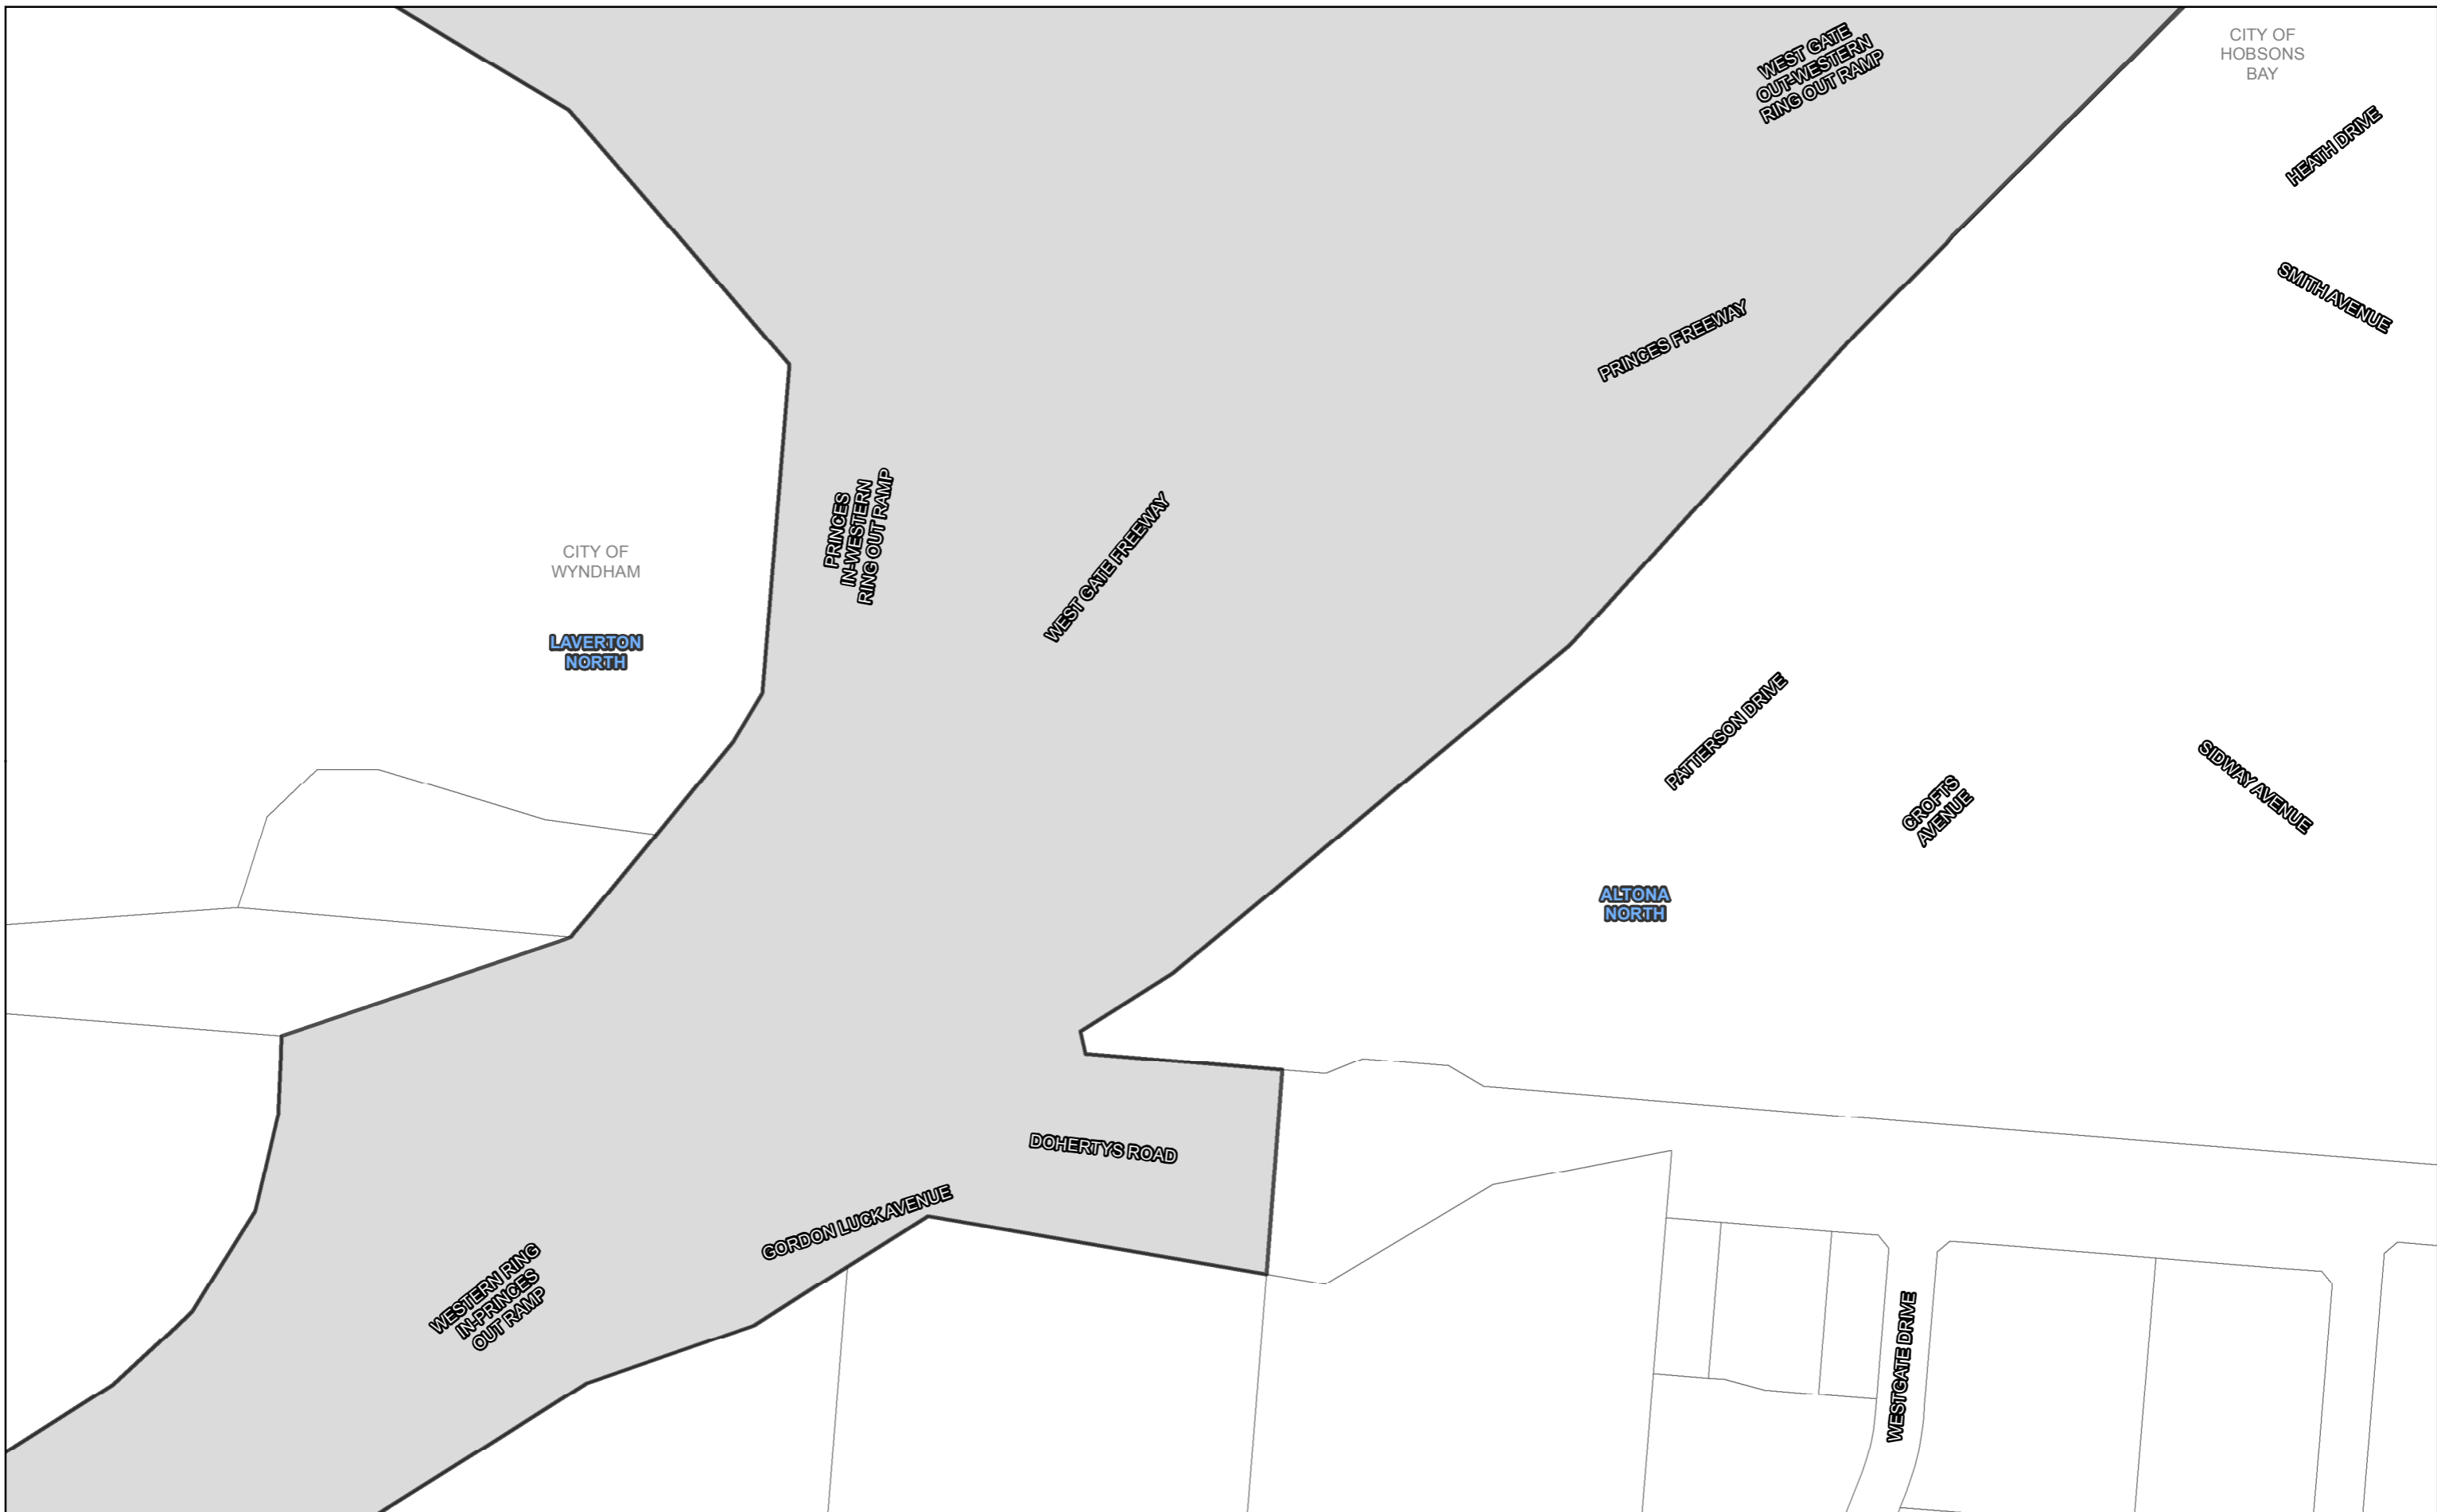 WEST GATE
OUT-WESTERN
RING OUT RAMP
CITY OF
HOBSONS
BAY
HEATH DRIVE
SMITH AVENUE
PRINCES FREEWAY
PRINCES
IN-WESTERN
RING OUT RAMP
WEST GATE FREEWAY
CITY OF
WYNDHAM
LAVERTON
NORTH
PATTERSON DRIVE
CROFTS
AVENUE
SIDWAY AVENUE
ALTONA
NORTH
DOHERTYS ROAD
GORDON LUCK AVENUE
WESTERN RING
IN-PRINCES
OUT RAMP
WESTGATE DRIVE